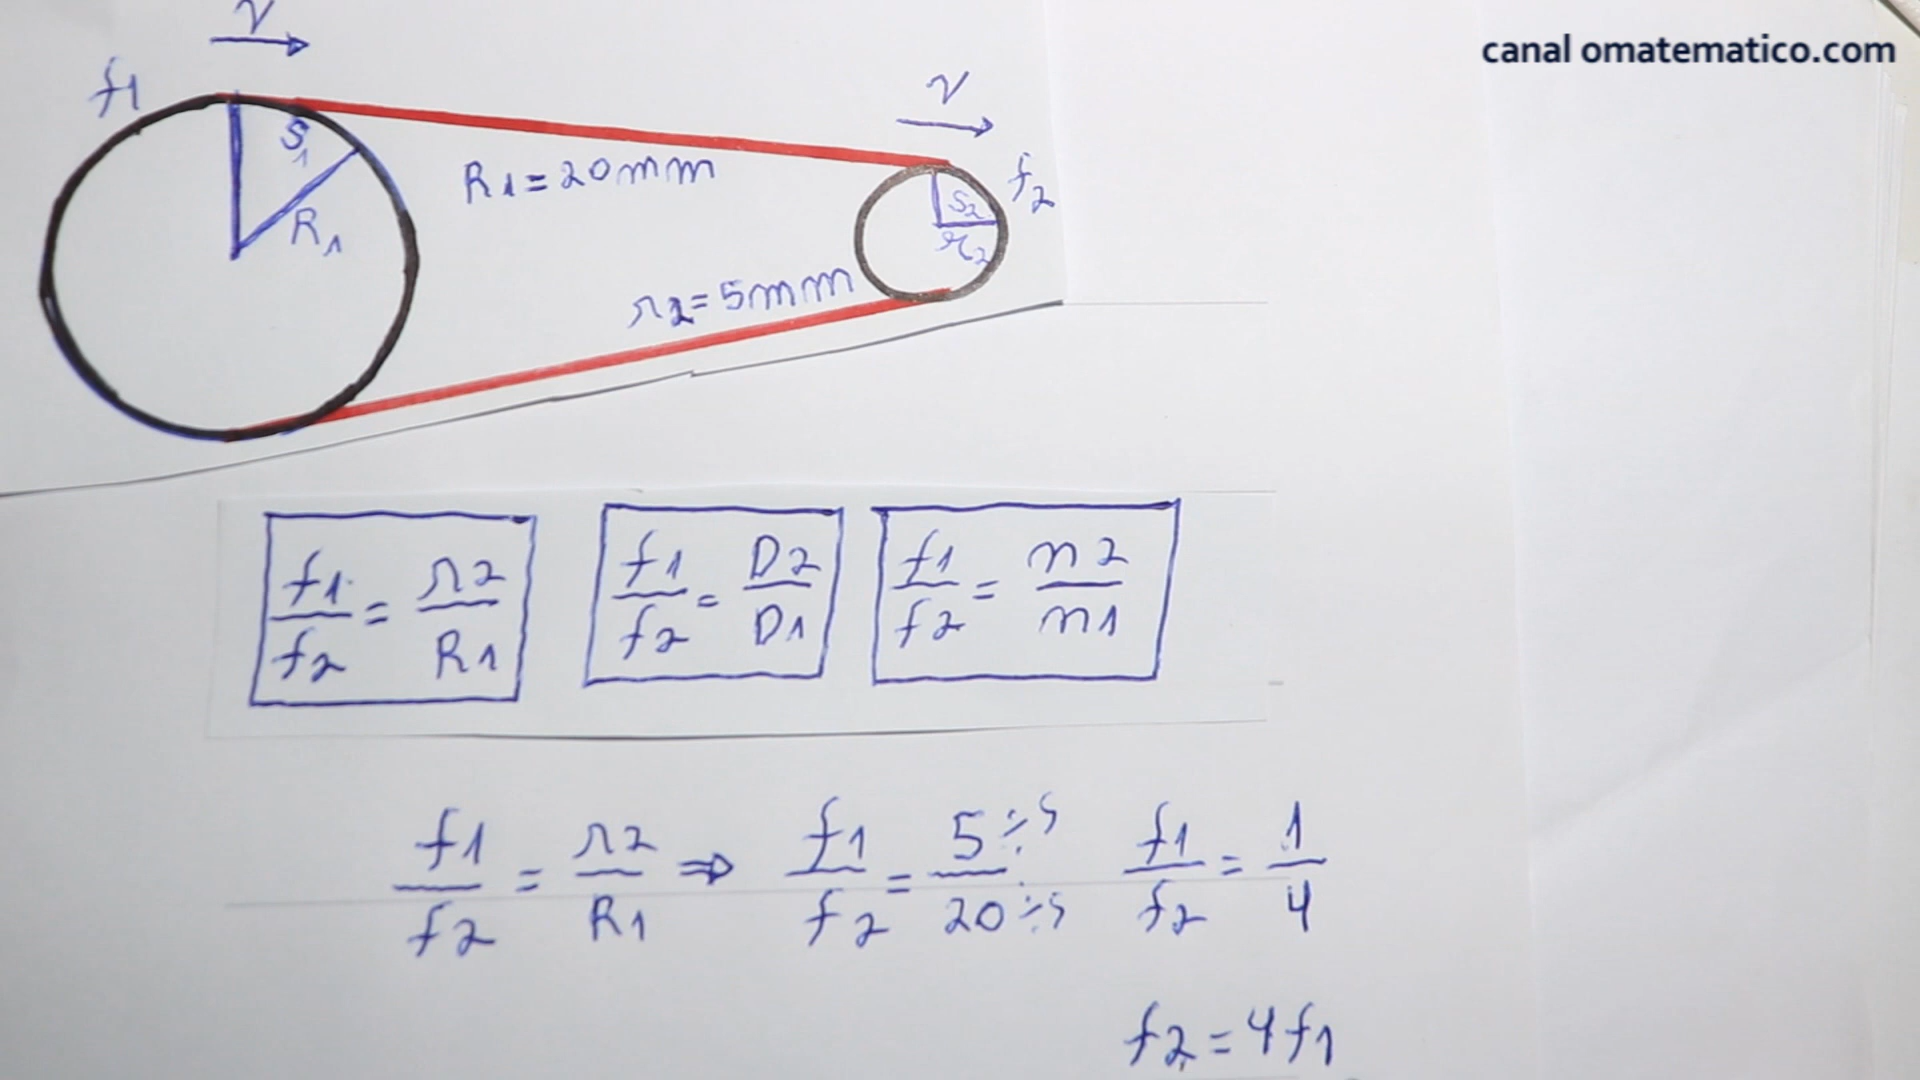 canal omatematico.com
V
f1
V
f2
S1
R1
R1=20mm
S2
r2
r2=5mm
f1/f2 = r2/R1
f1/f2 = D2/D1
f1/f2 = n2/n1
f1/f2 = r2/R1 ⇒ f1/f2 = 5÷5/20÷5 f1/f2 = 1/4
f2=4f1